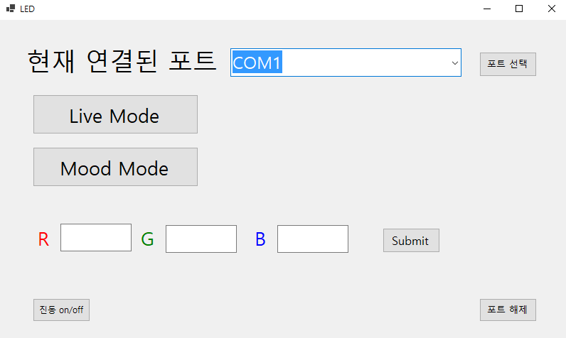 LED
현재 연결된 포트 COM1 포트 선택
Live Mode
Mood Mode
R G B Submit
진동 on/off 포트 해제